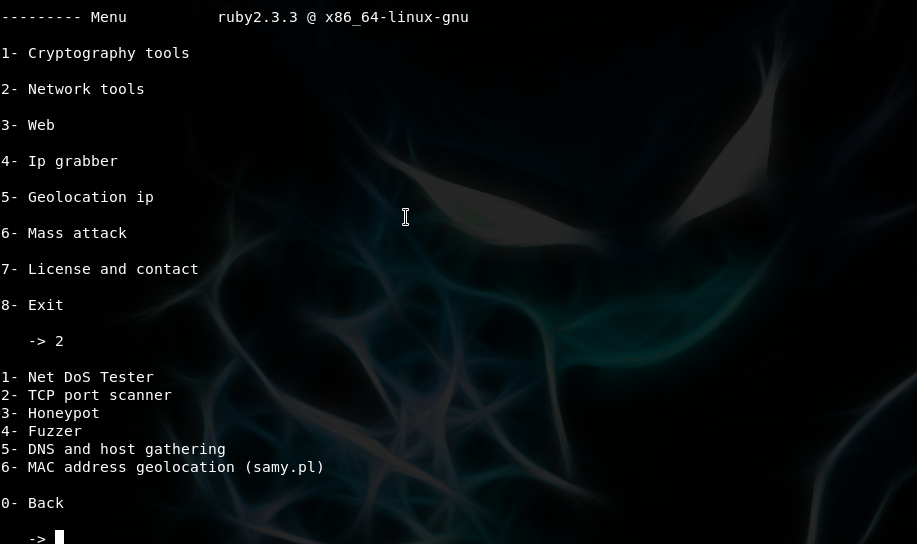 --------- Menu          ruby2.3.3 @ x86_64-linux-gnu
1- Cryptography tools
2- Network tools
3- Web
4- Ip grabber
5- Geolocation ip
6- Mass attack
7- License and contact
8- Exit
   -> 2
1- Net DoS Tester
2- TCP port scanner
3- Honeypot
4- Fuzzer
5- DNS and host gathering
6- MAC address geolocation (samy.pl)
0- Back
   ->